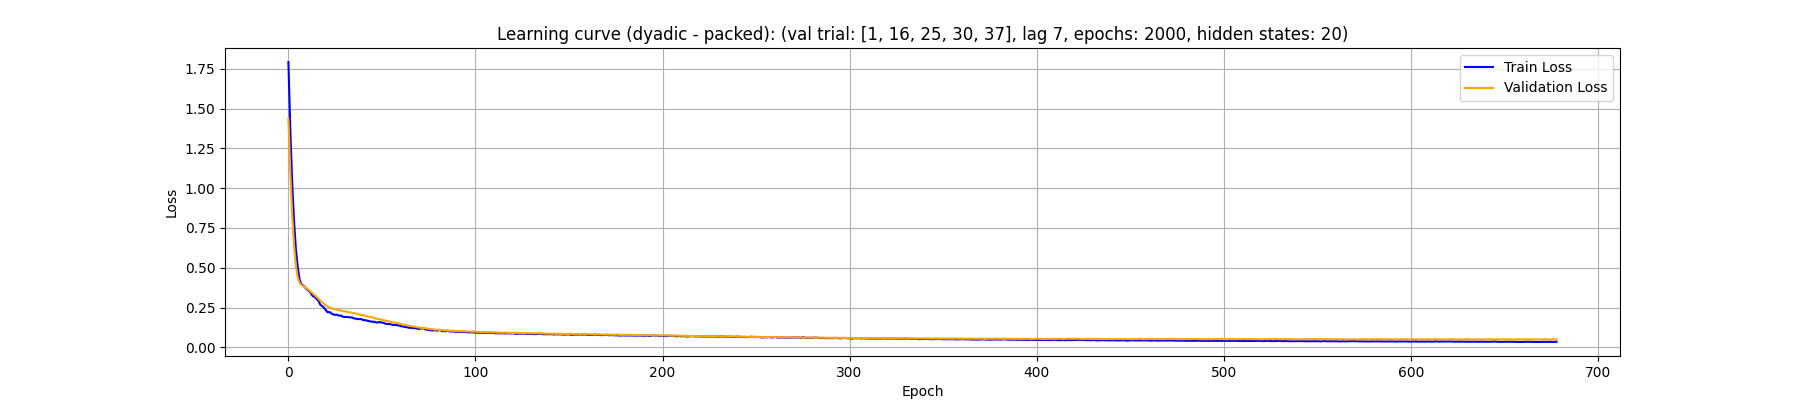 Learning curve (dyadic - packed): (val trial: [1, 16, 25, 30, 37], lag 7, epochs: 2000, hidden states: 20)
Train Loss
Validation Loss
1.75
1.50
1.25
1.00
0.75
0.50
0.25
0.00
Loss
0 100 200 300 400 500 600 700
Epoch